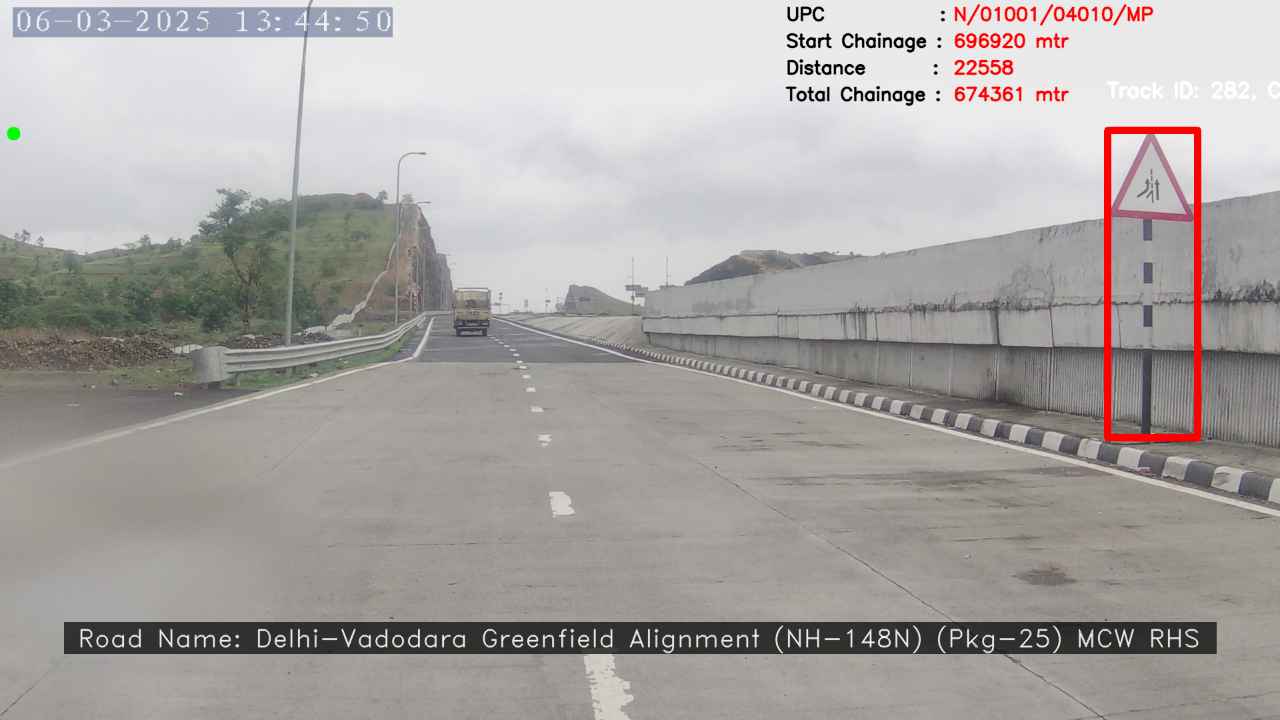 06-03-2025 13:44:50
UPC : N/01001/04010/MP
Start Chainage : 696920 mtr
Distance : 22558
Total Chainage : 674361 mtr
Track ID: 282, C
Road Name: Delhi-Vadodara Greenfield Alignment (NH-148N) (Pkg-25) MCW RHS